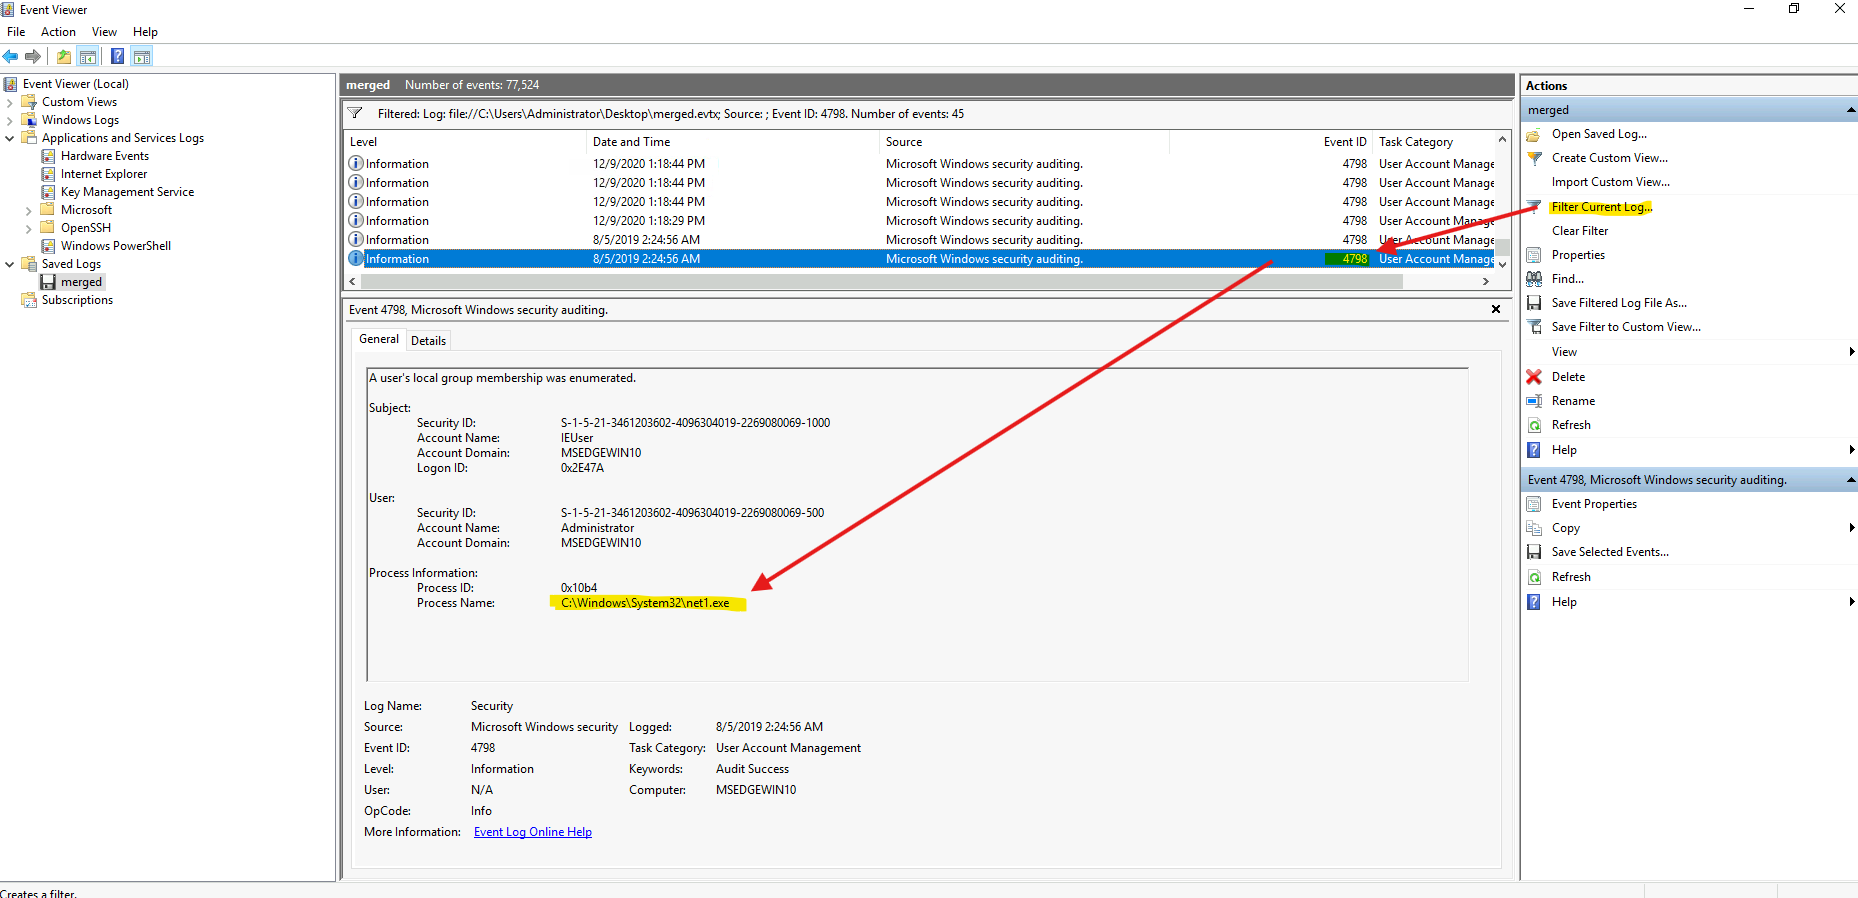 Event Viewer
File Action View Help
Event Viewer (Local)
Custom Views
Windows Logs
Applications and Services Logs
Hardware Events
Internet Explorer
Key Management Service
Microsoft
OpenSSH
Windows PowerShell
Saved Logs
merged
Subscriptions
merged Number of events: 77,524
Filtered: Log: file://C:\Users\Administrator\Desktop\merged.evtx; Source: ; Event ID: 4798. Number of events: 45
Level Date and Time Source Event ID Task Category
Information 12/9/2020 1:18:44 PM Microsoft Windows security auditing. 4798 User Account Manage
Information 12/9/2020 1:18:44 PM Microsoft Windows security auditing. 4798 User Account Manage
Information 12/9/2020 1:18:44 PM Microsoft Windows security auditing. 4798 User Account Manage
Information 12/9/2020 1:18:29 PM Microsoft Windows security auditing. 4798 User Account Manage
Information 8/5/2019 2:24:56 AM Microsoft Windows security auditing. 4798 User Account Manage
Information 8/5/2019 2:24:56 AM Microsoft Windows security auditing. 4798 User Account Manage
Event 4798, Microsoft Windows security auditing.
General Details
A user's local group membership was enumerated.
Subject:
Security ID: S-1-5-21-3461203602-4096304019-2269080069-1000
Account Name: IEUser
Account Domain: MSEDGEWIN10
Logon ID: 0x2E47A
User:
Security ID: S-1-5-21-3461203602-4096304019-2269080069-500
Account Name: Administrator
Account Domain: MSEDGEWIN10
Process Information:
Process ID: 0x10b4
Process Name: C:\Windows\System32\net1.exe
Log Name: Security
Source: Microsoft Windows security Logged: 8/5/2019 2:24:56 AM
Event ID: 4798 Task Category: User Account Management
Level: Information Keywords: Audit Success
User: N/A Computer: MSEDGEWIN10
OpCode: Info
More Information: Event Log Online Help
Actions
merged
Open Saved Log...
Create Custom View...
Import Custom View...
Filter Current Log...
Clear Filter
Properties
Find...
Save Filtered Log File As...
Save Filter to Custom View...
View
Delete
Rename
Refresh
Help
Event 4798, Microsoft Windows security auditing.
Event Properties
Copy
Save Selected Events...
Refresh
Help
Creates a filter.